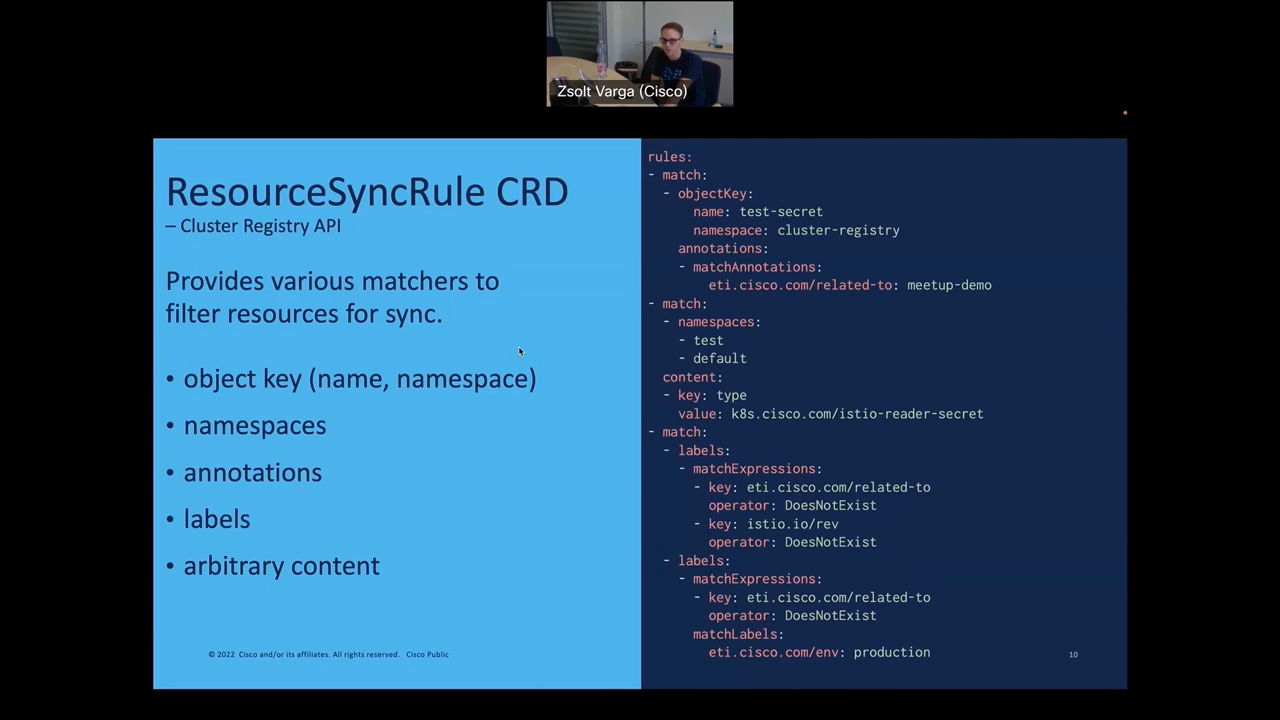 Zsolt Varga (Cisco)
ResourceSyncRule CRD
– Cluster Registry API
Provides various matchers to
filter resources for sync.
• object key (name, namespace)
• namespaces
• annotations
• labels
• arbitrary content
© 2022 Cisco and/or its affiliates. All rights reserved. Cisco Public
rules:
- match:
  - objectKey:
      name: test-secret
      namespace: cluster-registry
    annotations:
    - matchAnnotations:
        eti.cisco.com/related-to: meetup-demo
- match:
  - namespaces:
    - test
    - default
  content:
  - key: type
    value: k8s.cisco.com/istio-reader-secret
- match:
  - labels:
    - matchExpressions:
      - key: eti.cisco.com/related-to
        operator: DoesNotExist
      - key: istio.io/rev
        operator: DoesNotExist
  - labels:
    - matchExpressions:
      - key: eti.cisco.com/related-to
        operator: DoesNotExist
      matchLabels:
        eti.cisco.com/env: production
10